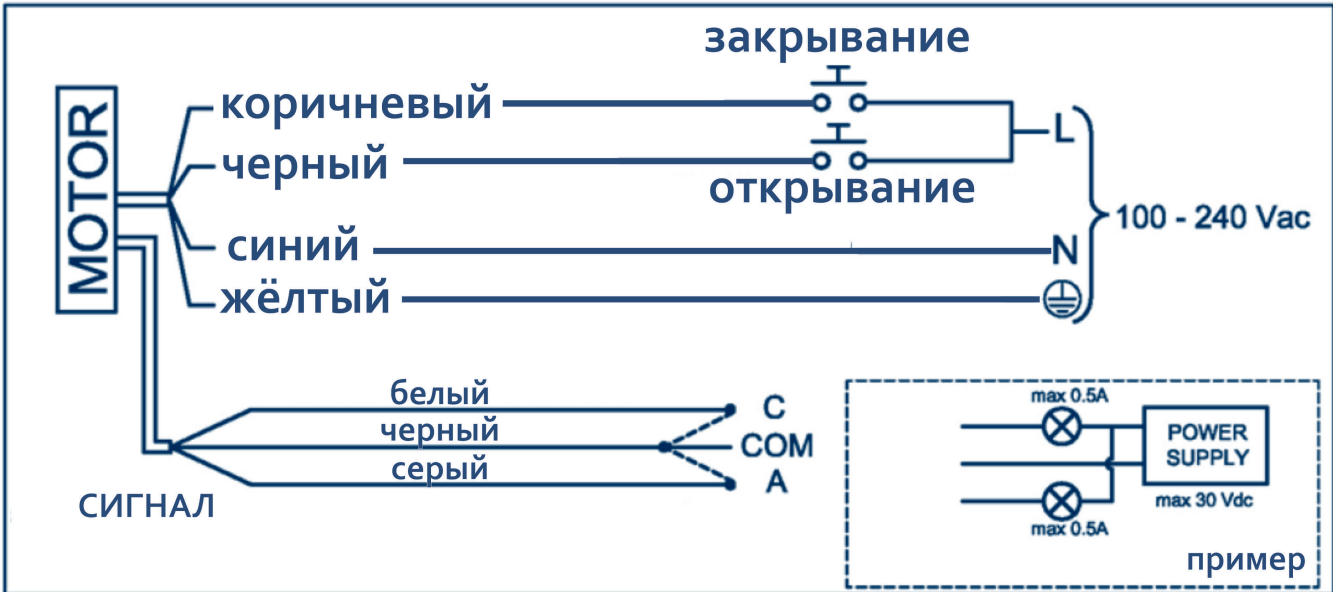 закрывание
MOTOR
коричневый
L
черный
открывание
100 - 240 Vac
синий
N
жёлтый
белый
C
черный
COM
серый
A
СИГНАЛ
max 0.5A
POWER
SUPPLY
max 30 Vdc
max 0.5A
пример